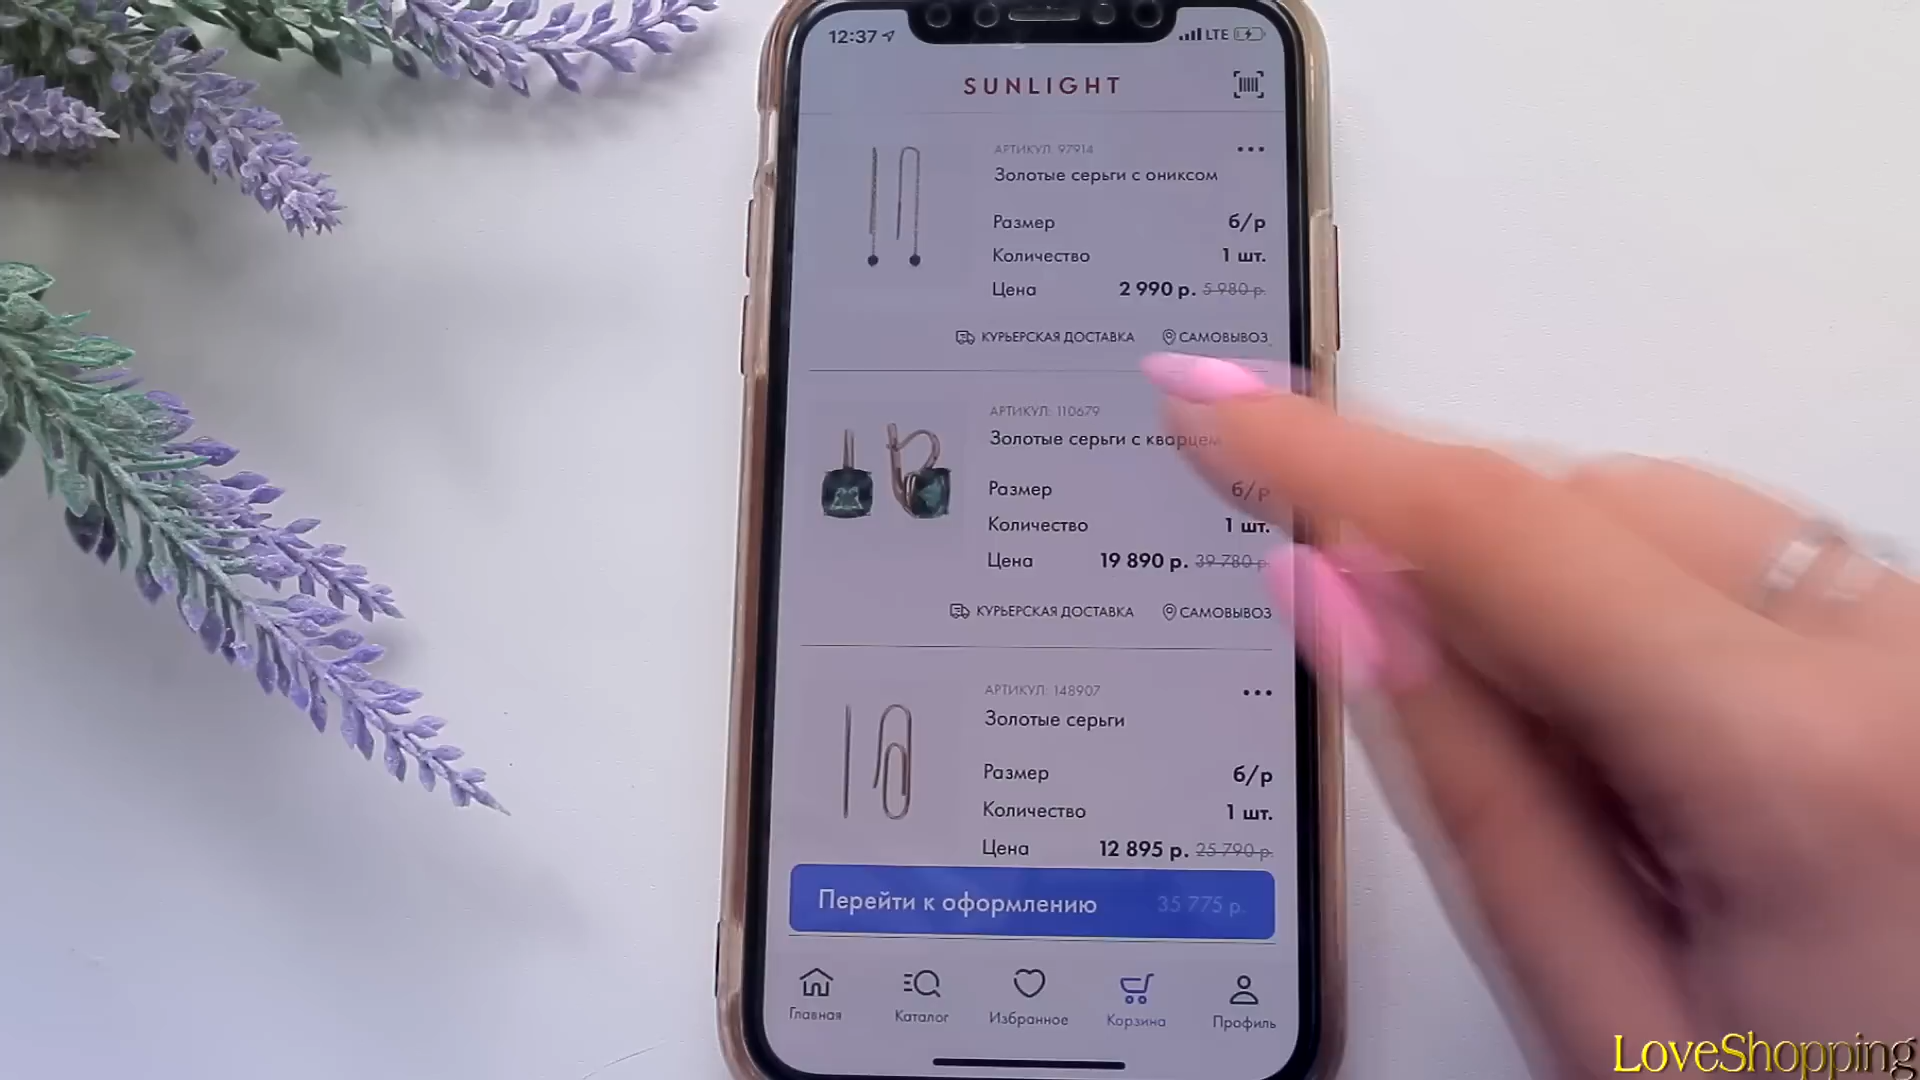 12:37
LTE
SUNLIGHT
АРТИКУЛ: 97914
Золотые серьги с ониксом
Размер б/р
Количество 1 шт.
Цена 2 990 р. 5 980 р.
КУРЬЕРСКАЯ ДОСТАВКА САМОВЫВОЗ
АРТИКУЛ: 110679
Золотые серьги с кварцем
Размер б/р
Количество 1 шт.
Цена 19 890 р. 39 780 р.
КУРЬЕРСКАЯ ДОСТАВКА САМОВЫВОЗ
АРТИКУЛ: 148907
Золотые серьги
Размер б/р
Количество 1 шт.
Цена 12 895 р. 25 790 р.
Перейти к оформлению 35 775 р.
Главная Каталог Избранное Корзина Профиль
LoveShopping